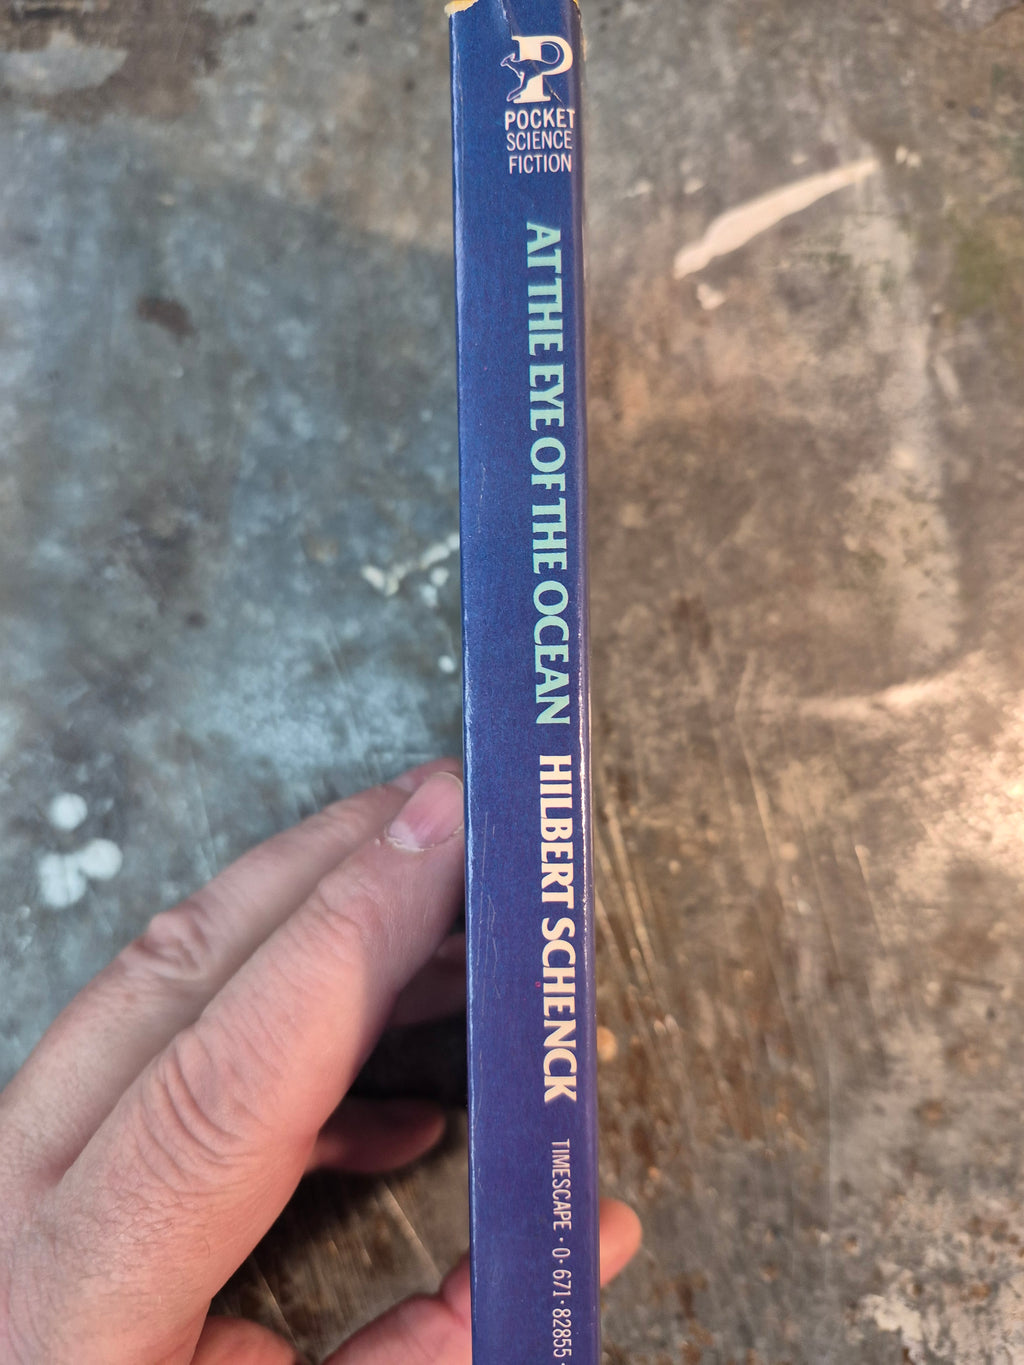 P
POCKET
SCIENCE
FICTION
AT THE EYE OF THE OCEAN HILBERT SCHENCK TIMESCAPE · 0 · 671 · 82855 ·